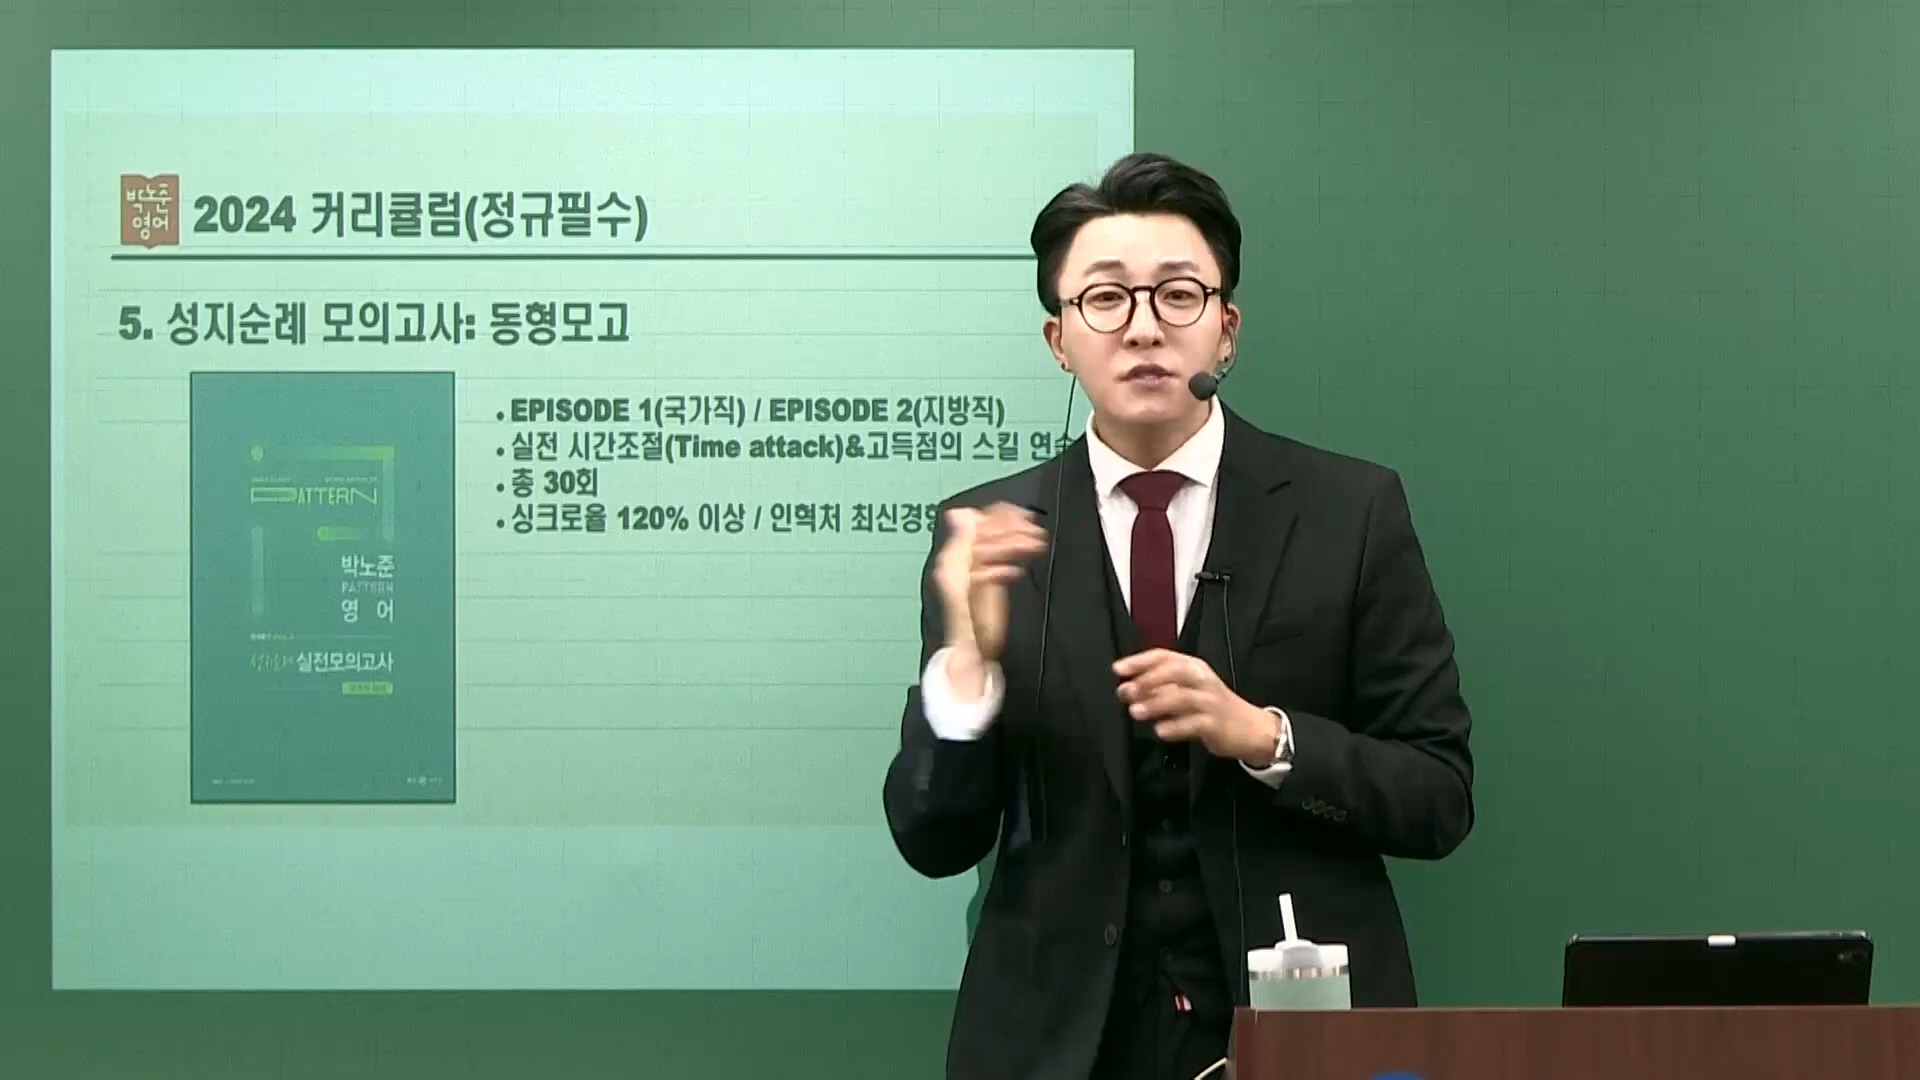 박노준
영어
2024 커리큘럼(정규필수)
5. 성지순례 모의고사: 동형모고
• EPISODE 1(국가직) / EPISODE 2(지방직)
• 실전 시간조절(Time attack)&고득점의 스킬
• 총 30회
• 싱크로율 120% 이상 / 인혁처
PATTERN
박노준
PATTERN
영 어
성지순례 실전모의고사